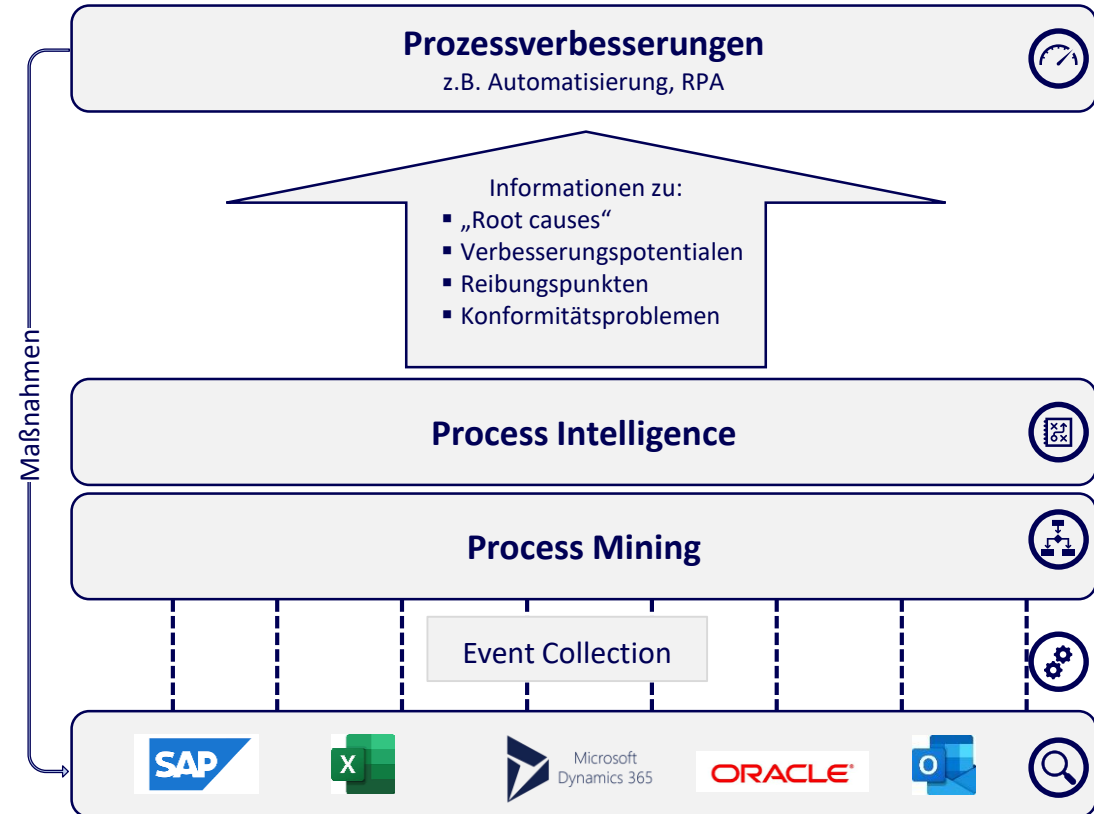 Prozessverbesserungen
z.B. Automatisierung, RPA
Informationen zu:
▪ „Root causes“
▪ Verbesserungspotentialen
▪ Reibungspunkten
▪ Konformitätsproblemen
Maßnahmen
Process Intelligence
Process Mining
Event Collection
SAP
X
Microsoft
Dynamics 365
ORACLE
O